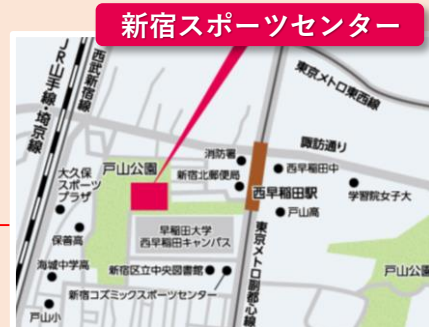 新宿スポーツセンター
JR山手線・埼京線
西武新宿線
東京メトロ東西線
諏訪通り
消防署
戸山公園
新宿北郵便局
西早稲田中
大久保
スポーツ
プラザ
西早稲田駅
学習院女子大
戸山高
保善高
早稲田大学
西早稲田キャンパス
東京メトロ副都心線
海城中学高
新宿区立中央図書館
戸山公園
新宿コズミックスポーツセンター
戸山小